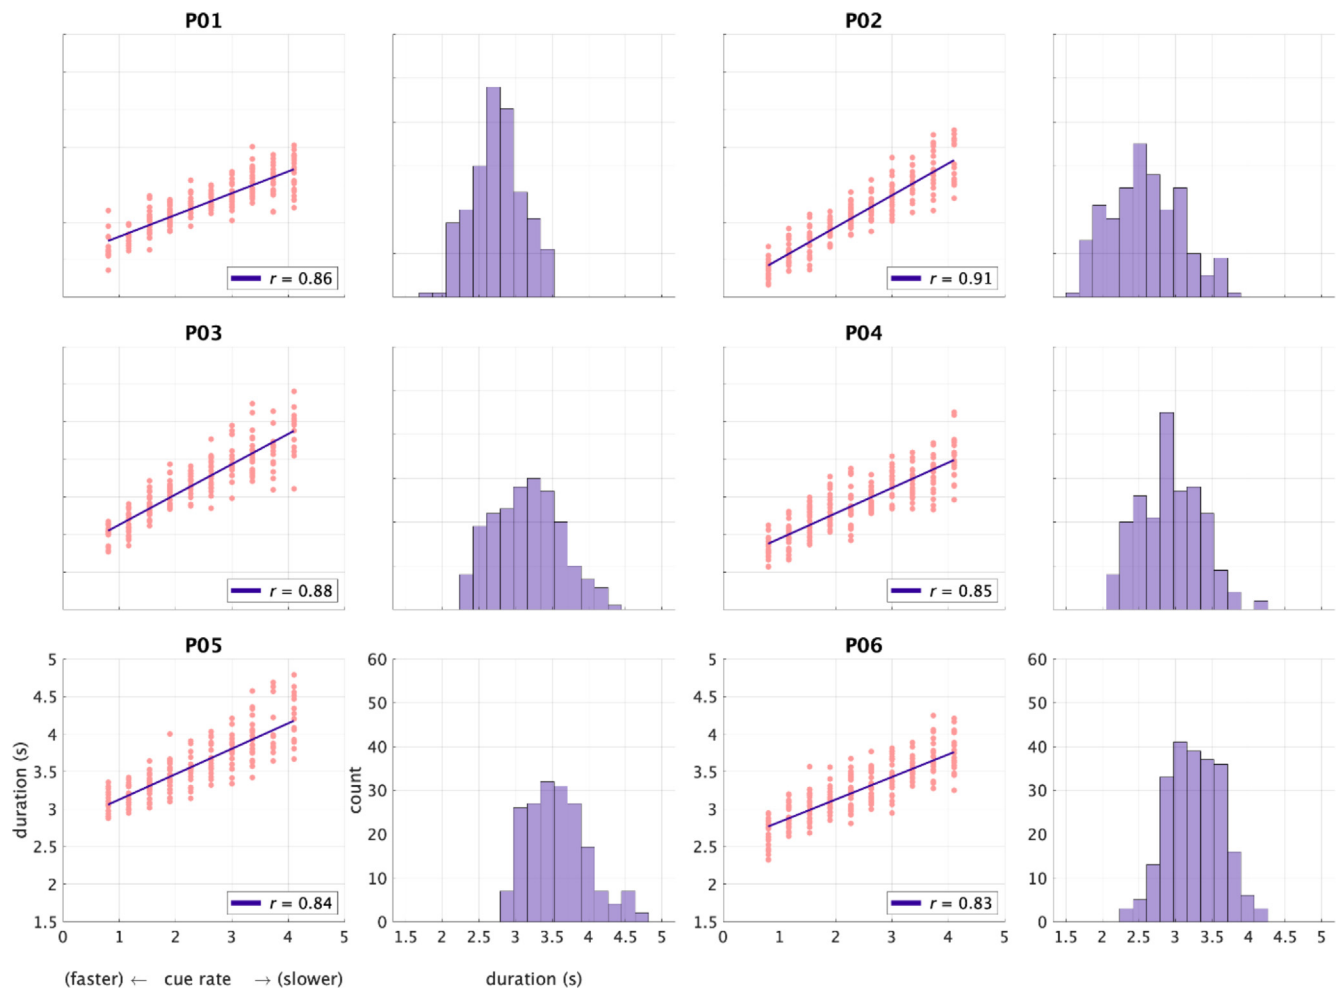 P01
P02
r = 0.86
r = 0.91
P03
P04
r = 0.88
r = 0.85
P05
P06
duration (s)
5
4.5
4
3.5
3
2.5
2
1.5
0 1 2 3 4 5
r = 0.84
(faster) ← cue rate → (slower)
count
60
50
40
30
20
10
0
1.5 2 2.5 3 3.5 4 4.5 5
duration (s)
5
4.5
4
3.5
3
2.5
2
1.5
0 1 2 3 4 5
r = 0.83
60
50
40
30
20
10
0
1.5 2 2.5 3 3.5 4 4.5 5